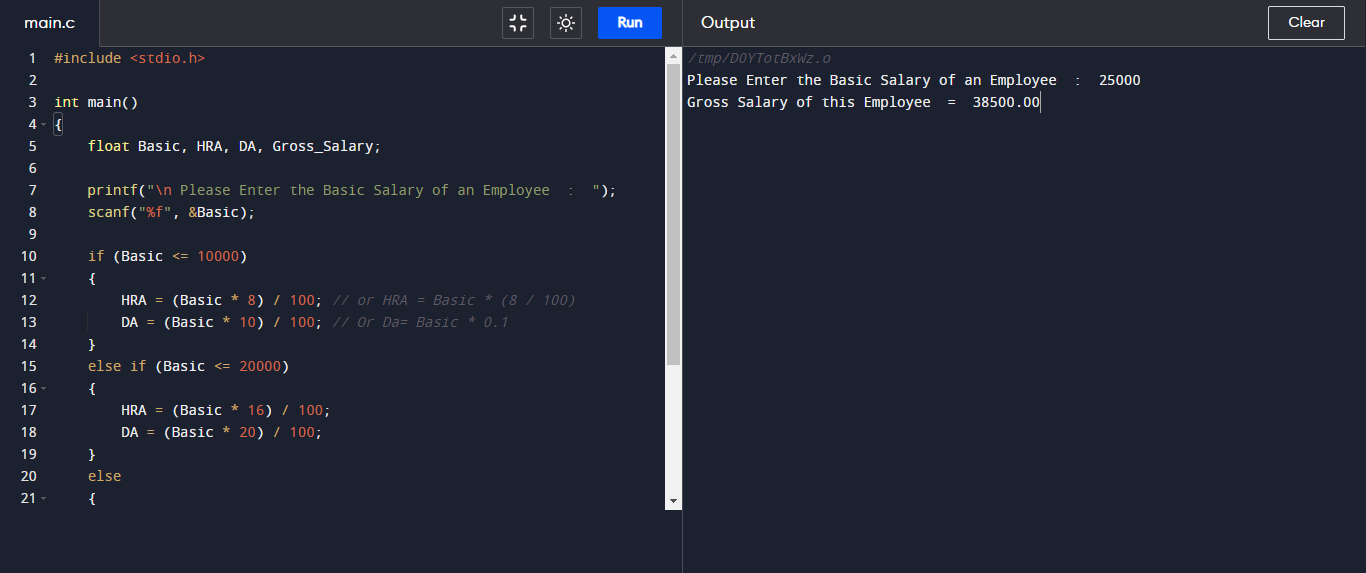 main.c
Run
Output
Clear
1 #include <stdio.h>
2
3 int main()
4 {
5 float Basic, HRA, DA, Gross_Salary;
6
7 printf("\n Please Enter the Basic Salary of an Employee  :  ");
8 scanf("%f", &Basic);
9
10 if (Basic <= 10000)
11 {
12 HRA = (Basic * 8) / 100; // or HRA = Basic * (8 / 100)
13 DA = (Basic * 10) / 100; // Or Da= Basic * 0.1
14 }
15 else if (Basic <= 20000)
16 {
17 HRA = (Basic * 16) / 100;
18 DA = (Basic * 20) / 100;
19 }
20 else
21 {
/tmp/DOYTotBxWz.o
Please Enter the Basic Salary of an Employee  :  25000
Gross Salary of this Employee  =  38500.00